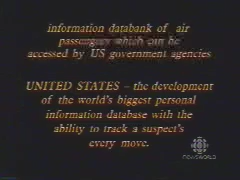 information databank of air
passengers which can be
accessed by US government agencies
UNITED STATES – the development
of the world's biggest personal
information database with the
ability to track a suspect's
every move.
NEWSWORLD